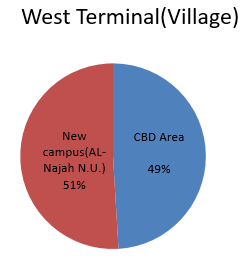 West Terminal(Village)
New
campus(AL-
Najah N.U.)
51%
CBD Area
49%